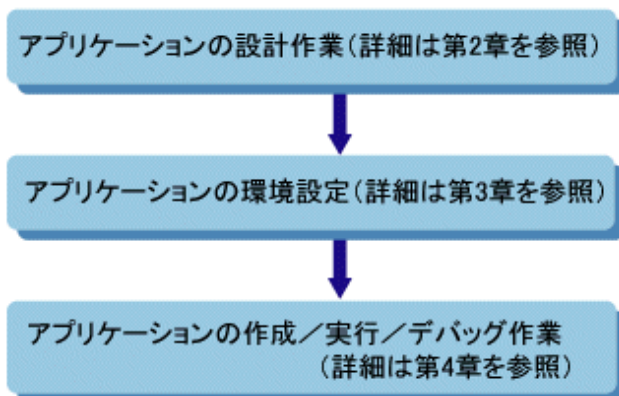 アプリケーションの設計作業(詳細は第2章を参照)
アプリケーションの環境設定(詳細は第3章を参照)
アプリケーションの作成／実行／デバッグ作業
(詳細は第4章を参照)